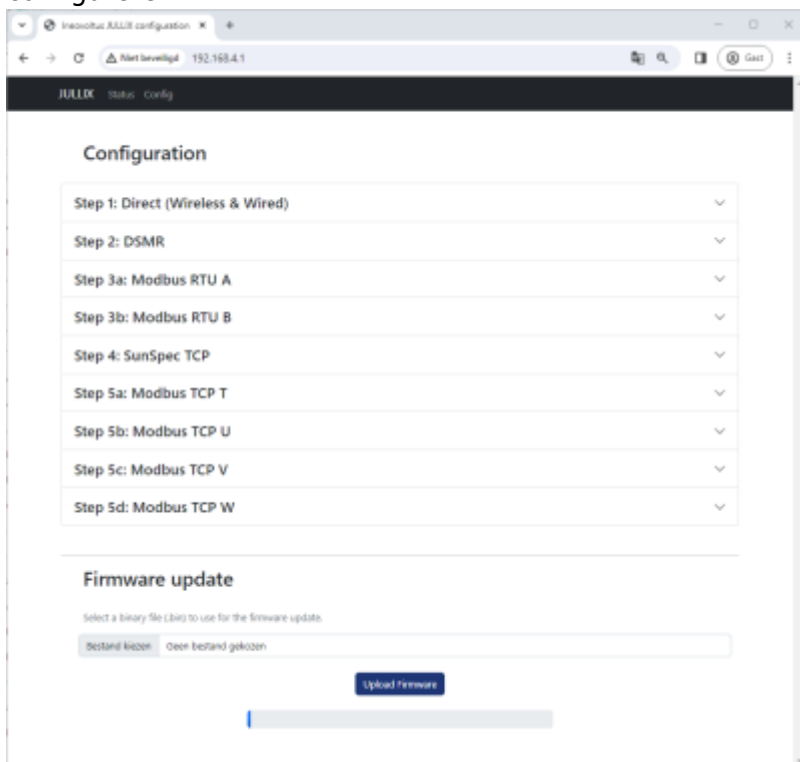 Innovoltus JULLIX configuration
Niet beveiligd 192.168.4.1
Gast
JULLIX Status Config
Configuration
Step 1: Direct (Wireless & Wired)
Step 2: DSMR
Step 3a: Modbus RTU A
Step 3b: Modbus RTU B
Step 4: SunSpec TCP
Step 5a: Modbus TCP T
Step 5b: Modbus TCP U
Step 5c: Modbus TCP V
Step 5d: Modbus TCP W
Firmware update
Select a binary file (.bin) to use for the firmware update.
Bestand kiezen Geen bestand gekozen
Upload Firmware